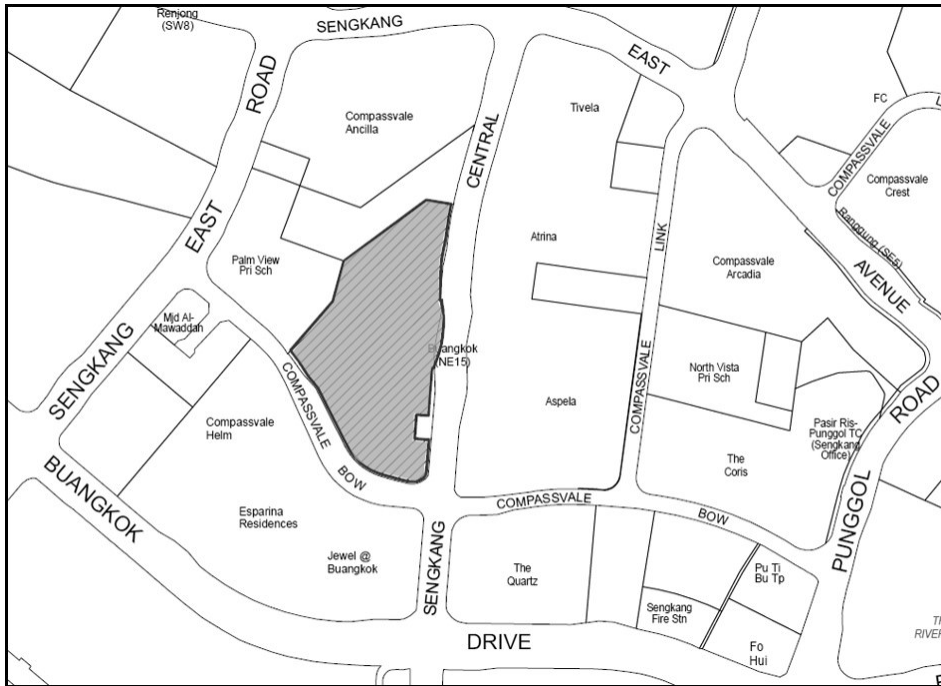 Renjong
(SW8)
SENGKANG
EAST
ROAD
EAST
SENGKANG
CENTRAL
SENGKANG
Compassvale
Ancilla
Tivela
FC
COMPASSVALE
L
Compassvale
Crest
Ranggung (SE5)
AVENUE
Palm View
Pri Sch
Atrina
LINK
COMPASSVALE
Compassvale
Arcadia
Mjd Al-
Mawaddah
Buangkok
(NE15)
COMPASSVALE
BOW
North Vista
Pri Sch
ROAD
PUNGGOL
Compassvale
Helm
Aspela
Pasir Ris-
Punggol TC
(Sengkang
Office)
The
Coris
BUANGKOK
DRIVE
Esparina
Residences
COMPASSVALE
BOW
Jewel @
Buangkok
The
Quartz
Pu Ti
Bu Tp
Sengkang
Fire Stn
Fo
Hui